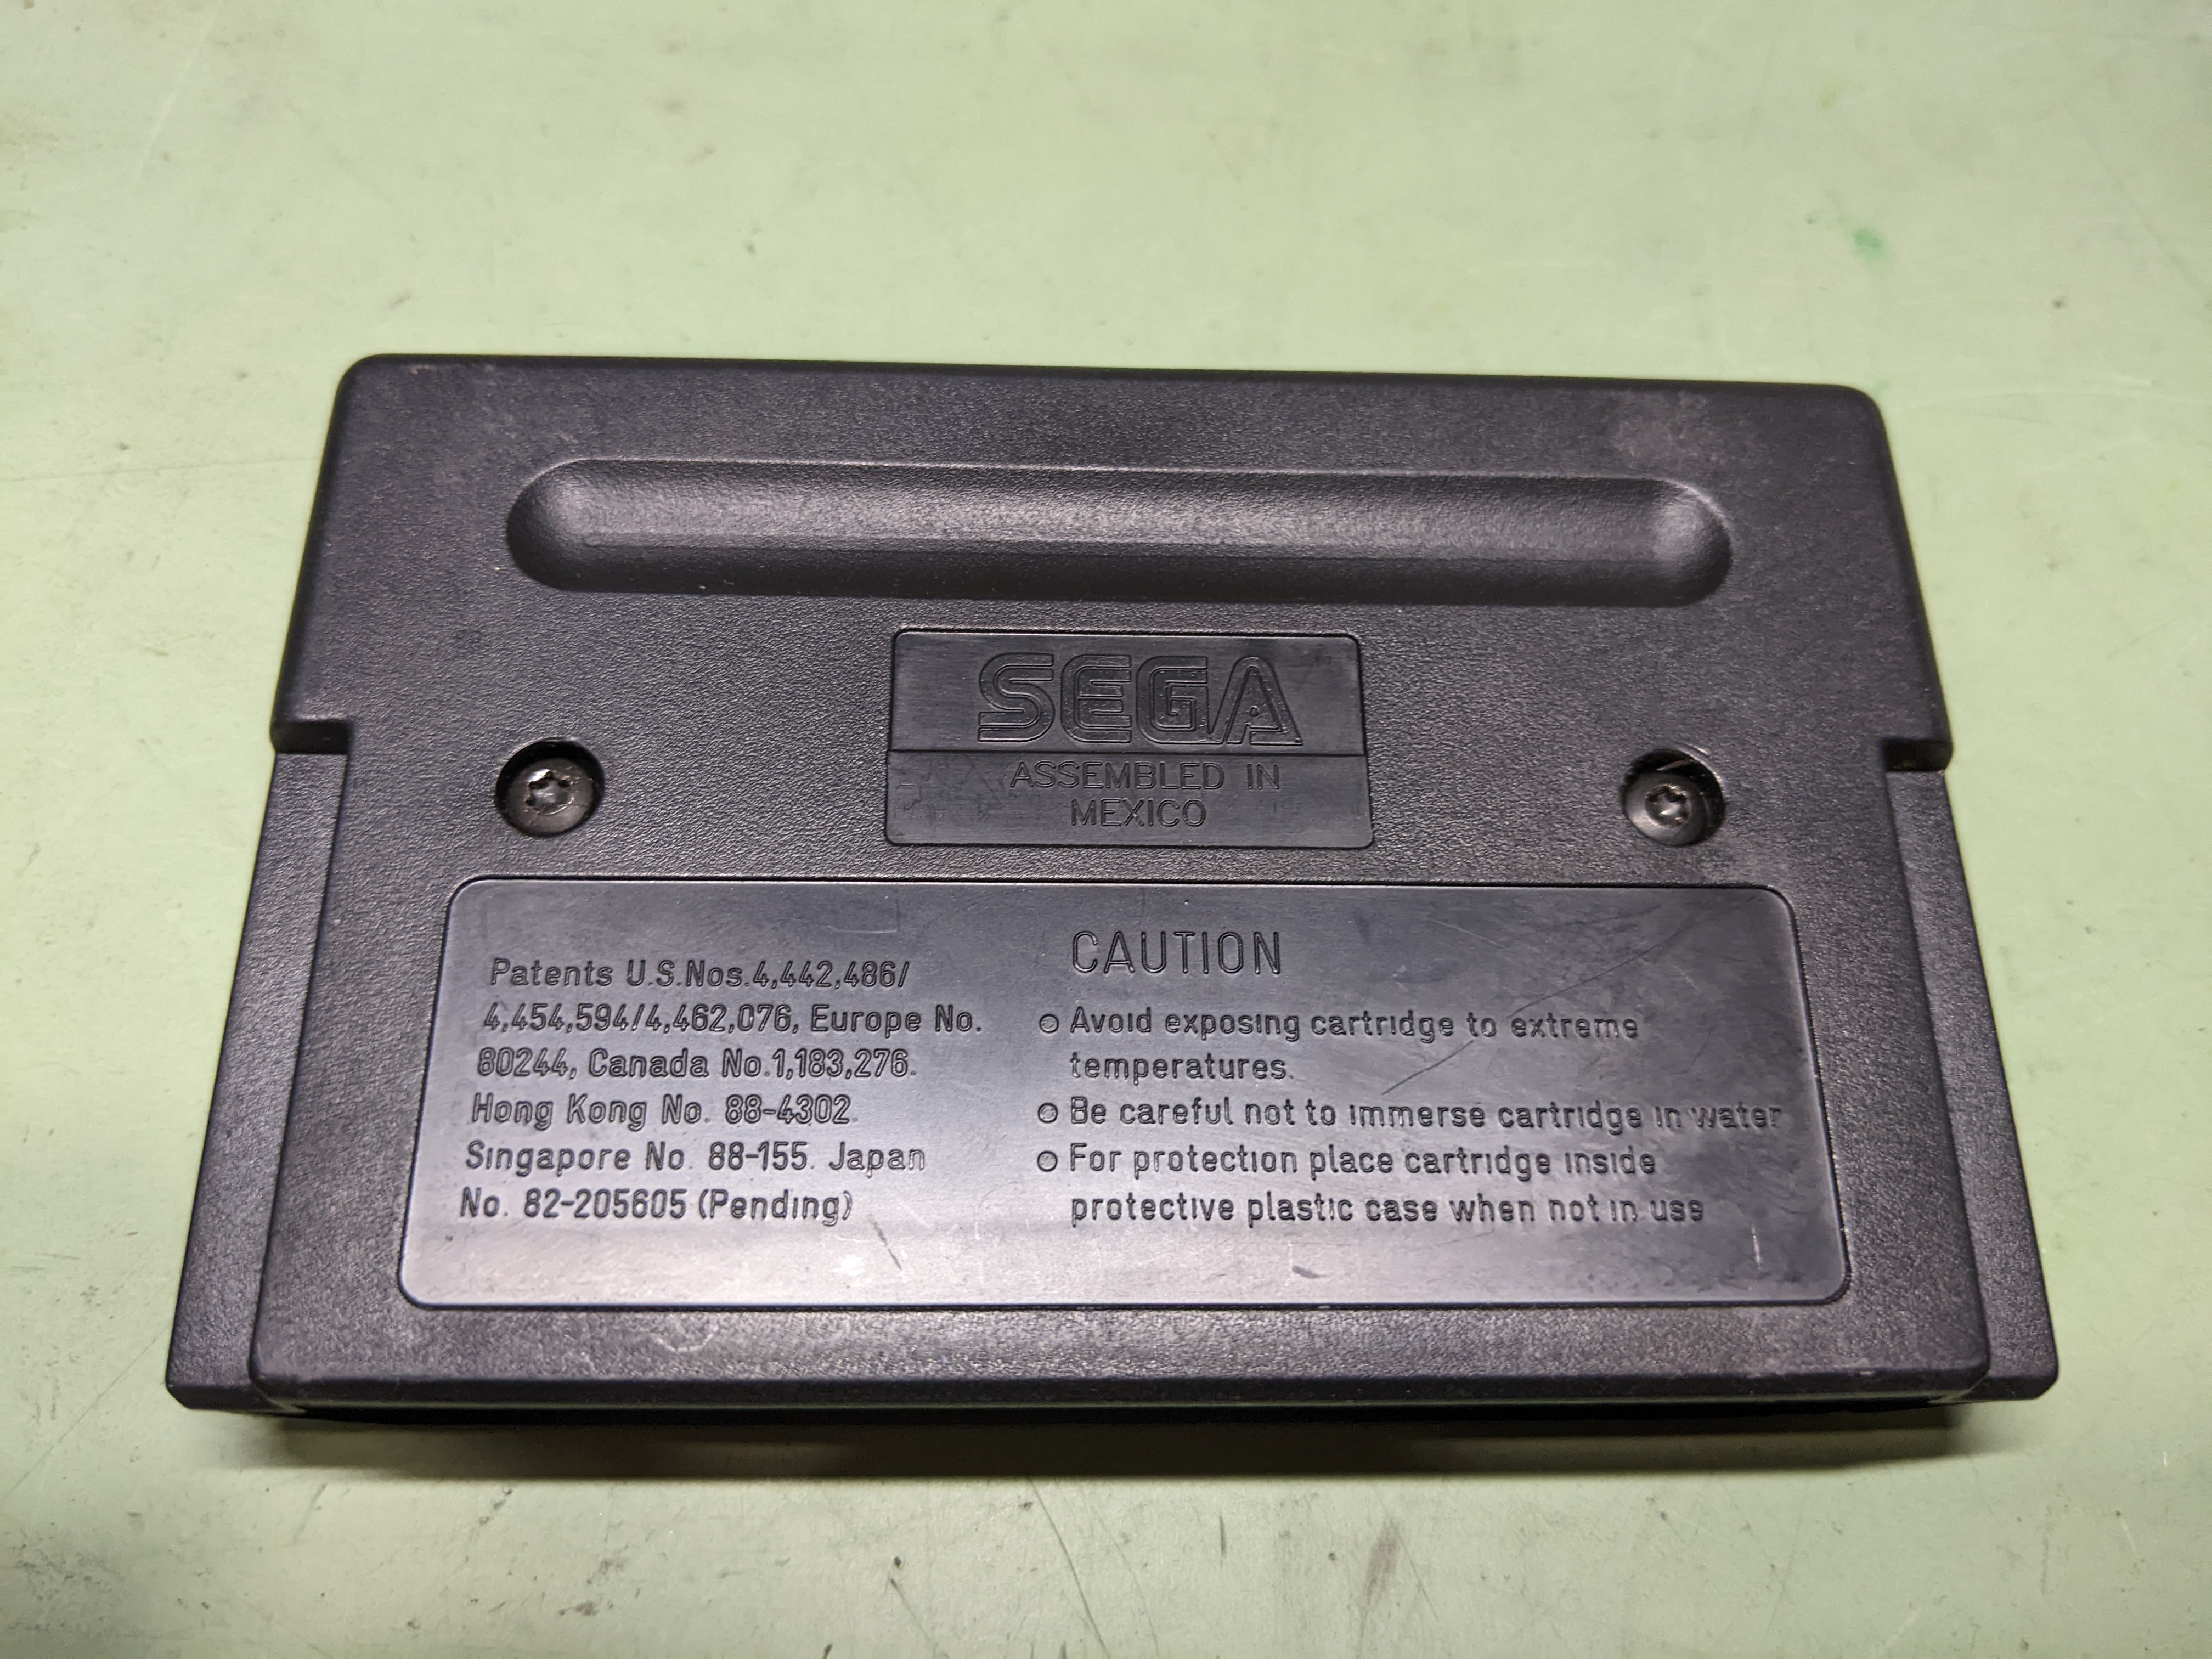 SEGA
ASSEMBLED IN
MEXICO
Patents U.S.Nos.4,442,486/
4,454,594/4,462,076, Europe No.
80244, Canada No.1,183,276.
Hong Kong No. 88-4302.
Singapore No. 88-155. Japan
No. 82-205605 (Pending)
CAUTION
Avoid exposing cartridge to extreme
temperatures.
Be careful not to immerse cartridge in water
For protection place cartridge inside
protective plastic case when not in use